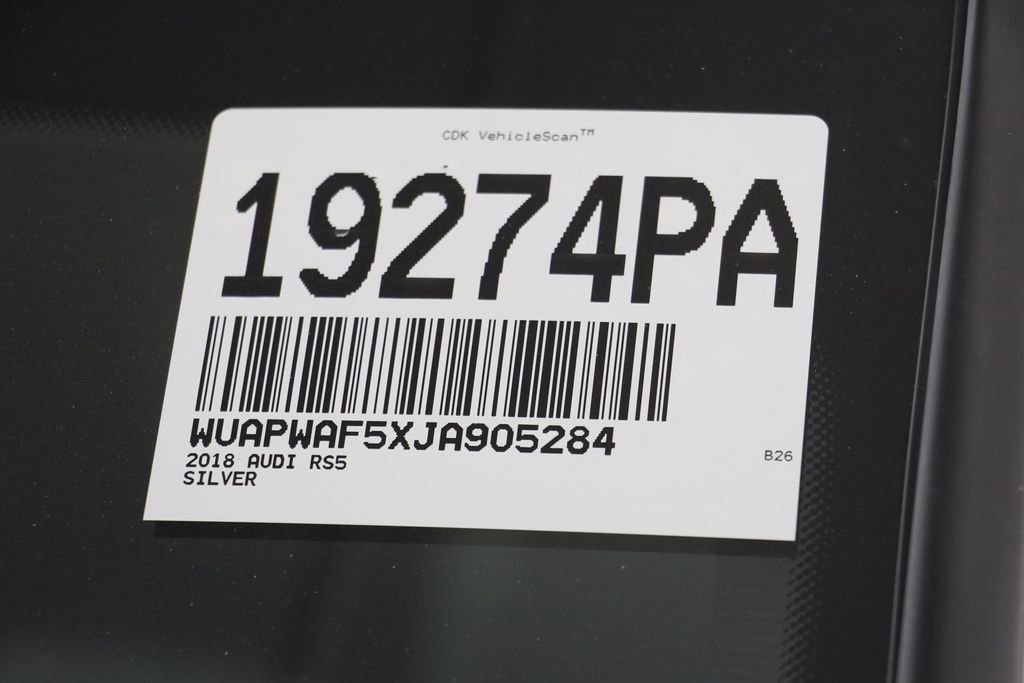 CDK VehicleScan™
19274PA
WUAPWAF5XJA905284
2018 AUDI RS5
SILVER
B26